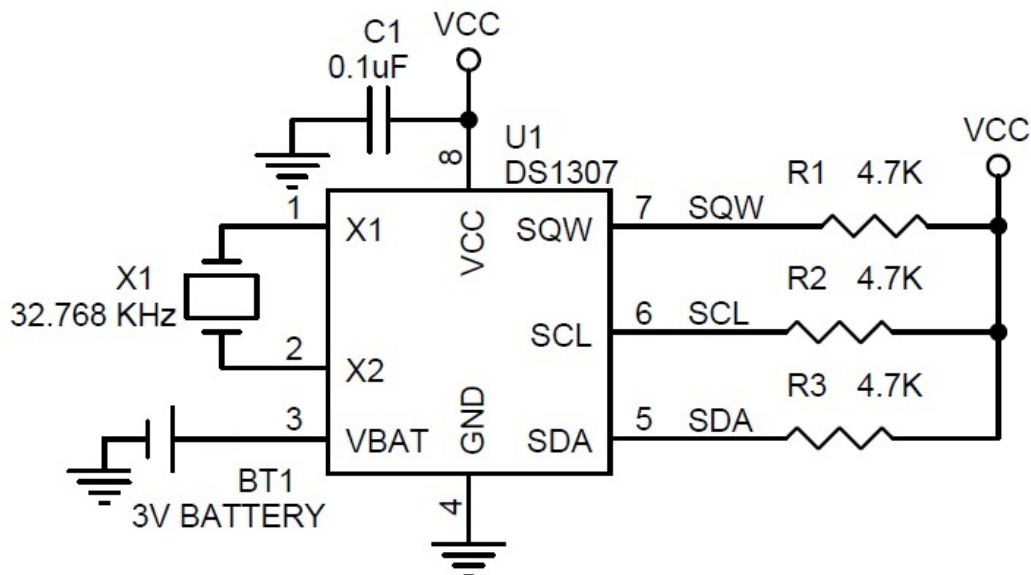 C1
0.1uF
VCC
U1
DS1307
8
VCC
1
X1
X1
32.768 KHz
2
X2
3
VBAT
BT1
3V BATTERY
VCC
GND
4
SQW
7
SQW
R1 4.7K
SCL
6
SCL
R2 4.7K
SDA
5
SDA
R3 4.7K